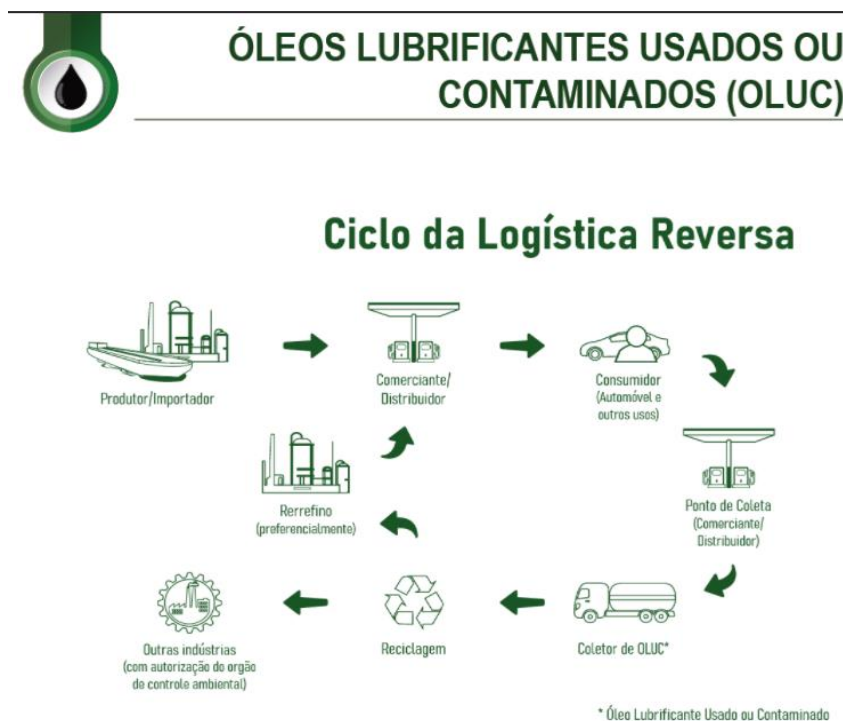 ÓLEOS LUBRIFICANTES USADOS OU
CONTAMINADOS (OLUC)
Ciclo da Logística Reversa
Produtor/Importador
Comerciante/
Distribuidor
Consumidor
(Automóvel e
outros usos)
Ponto de Coleta
(Comerciante/
Distribuidor)
Rerrefino
(preferencialmente)
Outras indústrias
(com autorização do orgão
de controle ambiental)
Reciclagem
Coletor de OLUC*
* Óleo Lubrificante Usado ou Contaminado